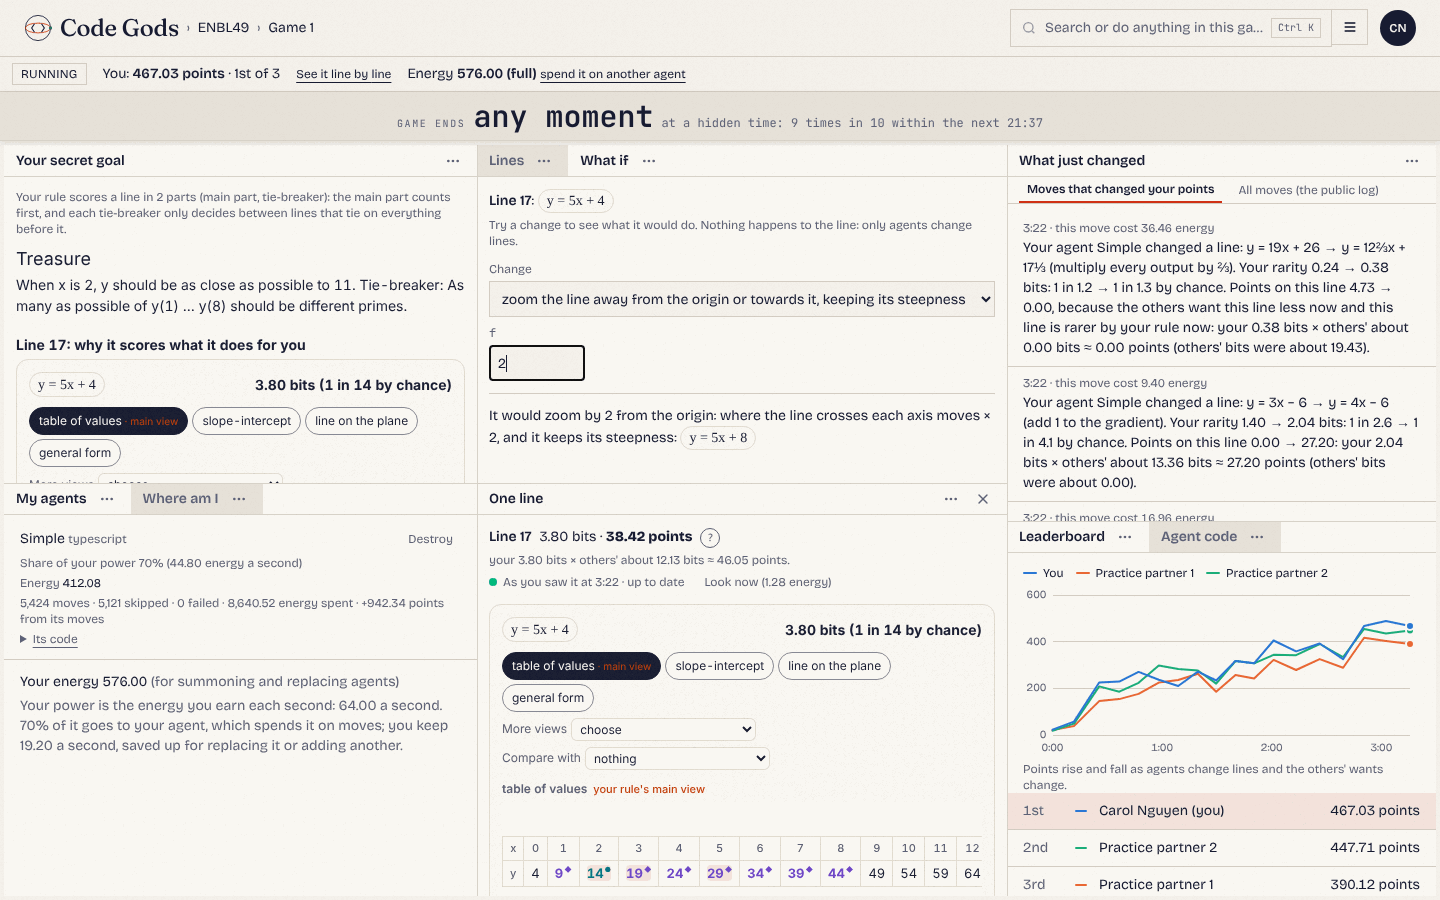 Code Gods › ENBL49 › Game 1
Search or do anything in this ga... Ctrl K
CN
RUNNING You: 467.03 points · 1st of 3 See it line by line Energy 576.00 (full) spend it on another agent
GAME ENDS any moment at a hidden time: 9 times in 10 within the next 21:37
Your secret goal
Your rule scores a line in 2 parts (main part, tie-breaker): the main part counts
first, and each tie-breaker only decides between lines that tie on everything
before it.
Treasure
When x is 2, y should be as close as possible to 11. Tie-breaker: As
many as possible of y(1) ... y(8) should be different primes.
Line 17: why it scores what it does for you
y = 5x + 4 3.80 bits (1 in 14 by chance)
table of values · main view slope-intercept line on the plane
general form
More views choose
My agents
Where am I
Simple typescript Destroy
Share of your power 70% (44.80 energy a second)
Energy 412.08
5,424 moves · 5,121 skipped · 0 failed · 8,640.52 energy spent · +942.34 points
from its moves
Its code
Your energy 576.00 (for summoning and replacing agents)
Your power is the energy you earn each second: 64.00 a second.
70% of it goes to your agent, which spends it on moves; you keep
19.20 a second, saved up for replacing it or adding another.
Lines
What if
Line 17: y = 5x + 4
Try a change to see what it would do. Nothing happens to the line: only agents change
lines.
Change
zoom the line away from the origin or towards it, keeping its steepness
f
2
It would zoom by 2 from the origin: where the line crosses each axis moves ×
2, and it keeps its steepness: y = 5x + 8
One line
Line 17 3.80 bits · 38.42 points ?
your 3.80 bits × others' about 12.13 bits ≈ 46.05 points.
As you saw it at 3:22 · up to date Look now (1.28 energy)
y = 5x + 4 3.80 bits (1 in 14 by chance)
table of values · main view slope-intercept line on the plane
general form
More views choose
Compare with nothing
table of values your rule's main view
x 0 1 2 3 4 5 6 7 8 9 10 11 12
y 4 9 14 19 24 29 34 39 44 49 54 59 64
What just changed
Moves that changed your points All moves (the public log)
3:22 · this move cost 36.46 energy
Your agent Simple changed a line: y = 19x + 26 → y = 12⅔x +
17⅓ (multiply every output by ⅔). Your rarity 0.24 → 0.38
bits: 1 in 1.2 → 1 in 1.3 by chance. Points on this line 4.73 →
0.00, because the others want this line less now and this
line is rarer by your rule now: your 0.38 bits × others' about
0.00 bits ≈ 0.00 points (others' bits were about 19.43).
3:22 · this move cost 9.40 energy
Your agent Simple changed a line: y = 3x − 6 → y = 4x − 6
(add 1 to the gradient). Your rarity 1.40 → 2.04 bits: 1 in 2.6 → 1
in 4.1 by chance. Points on this line 0.00 → 27.20: your 2.04
bits × others' about 13.36 bits ≈ 27.20 points (others' bits
were about 0.00).
3:22 · this move cost 16.96 energy
Leaderboard
Agent code
You Practice partner 1 Practice partner 2
600
400
200
0
0:00 1:00 2:00 3:00
Points rise and fall as agents change lines and the others' wants
change.
1st Carol Nguyen (you) 467.03 points
2nd Practice partner 2 447.71 points
3rd Practice partner 1 390.12 points